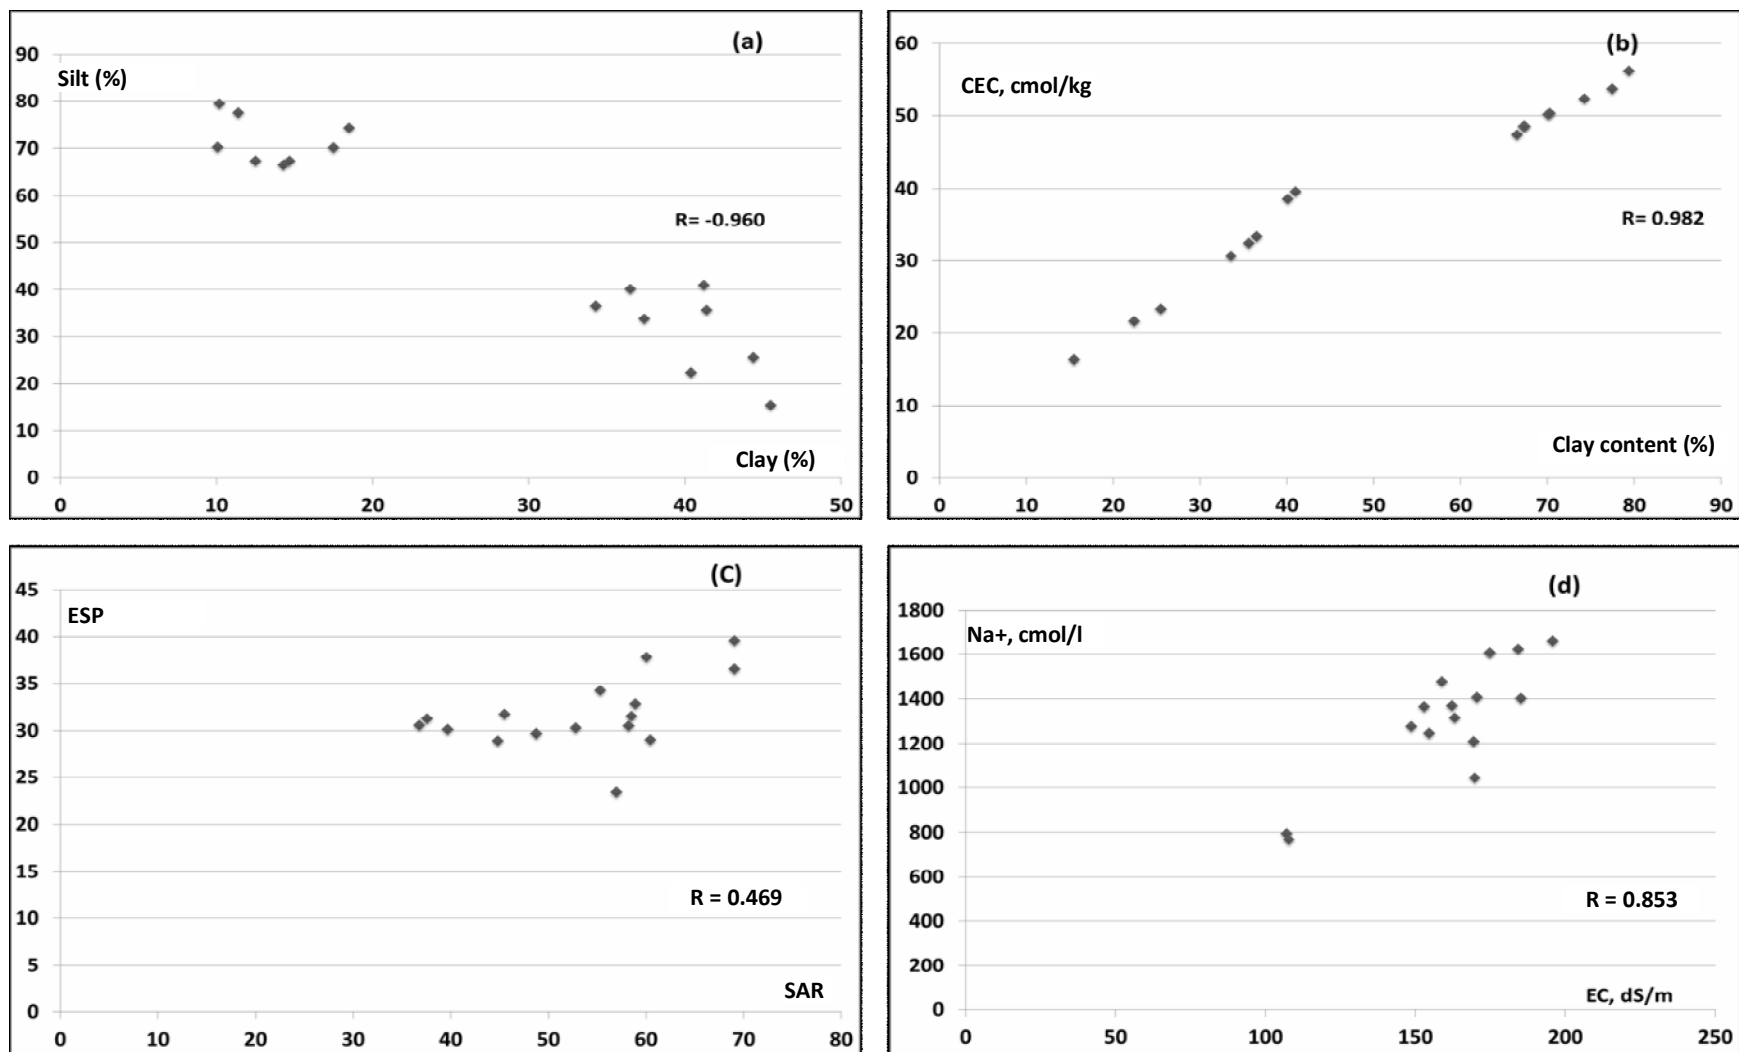 (a)
90
Silt (%)
80
70
60
R= -0.960
50
40
30
20
10
Clay (%)
0
0 10 20 30 40 50
(b)
60
CEC, cmol/kg
50
40
R= 0.982
30
20
10
Clay content (%)
0
0 10 20 30 40 50 60 70 80 90
(C)
45
ESP
40
35
30
25
20
15
R = 0.469
10
5
SAR
0
0 10 20 30 40 50 60 70 80
(d)
1800
Na+, cmol/l
1600
1400
1200
1000
800
600
R = 0.853
400
200
EC, dS/m
0
0 50 100 150 200 250